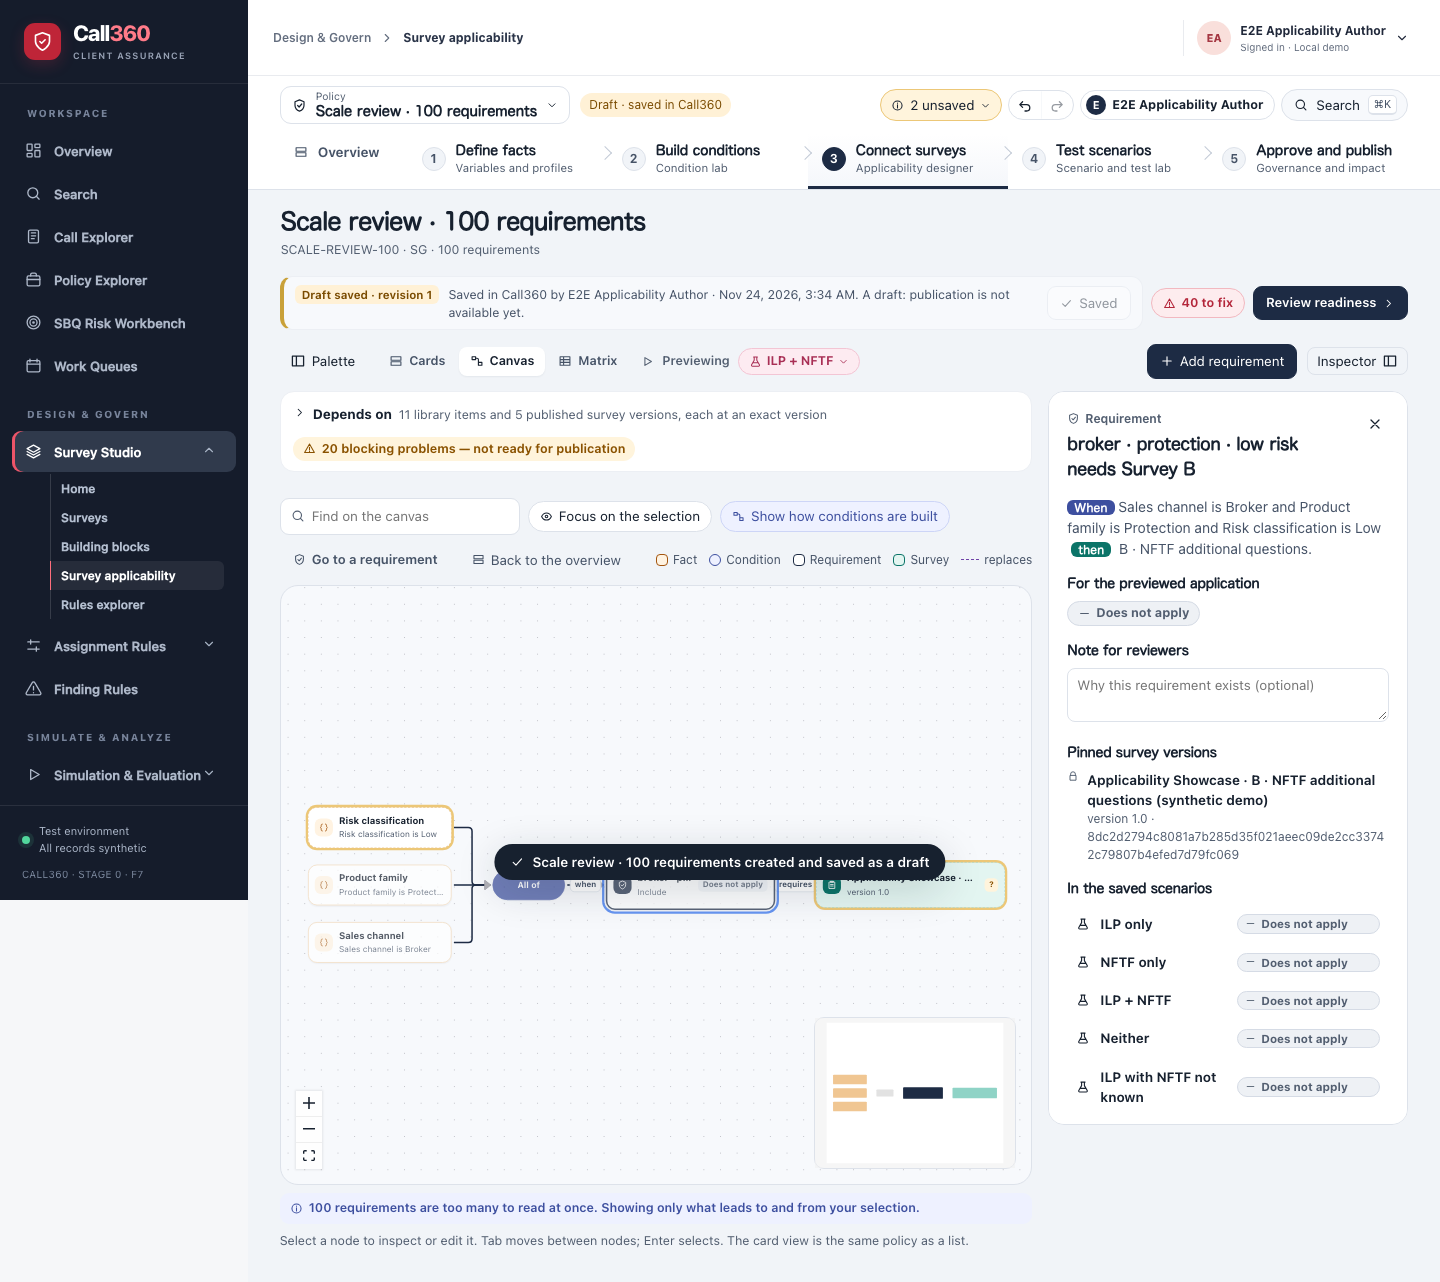 Call360
CLIENT ASSURANCE
WORKSPACE
Overview
Search
Call Explorer
Policy Explorer
SBQ Risk Workbench
Work Queues
DESIGN & GOVERN
Survey Studio
Home
Surveys
Building blocks
Survey applicability
Rules explorer
Assignment Rules
Finding Rules
SIMULATE & ANALYZE
Simulation & Evaluation
Test environment
All records synthetic
CALL360 · STAGE 0 · F7
Design & Govern
Survey applicability
EA
E2E Applicability Author
Signed in · Local demo
Policy
Scale review · 100 requirements
Draft · saved in Call360
2 unsaved
E
E2E Applicability Author
Search
⌘K
Overview
1
Define facts
Variables and profiles
2
Build conditions
Condition lab
3
Connect surveys
Applicability designer
4
Test scenarios
Scenario and test lab
5
Approve and publish
Governance and impact
Scale review · 100 requirements
SCALE-REVIEW-100 · SG · 100 requirements
Draft saved · revision 1
Saved in Call360 by E2E Applicability Author · Nov 24, 2026, 3:34 AM. A draft: publication is not
available yet.
Saved
40 to fix
Review readiness
Palette
Cards
Canvas
Matrix
Previewing
ILP + NFTF
Add requirement
Inspector
Depends on
11 library items and 5 published survey versions, each at an exact version
20 blocking problems — not ready for publication
Find on the canvas
Focus on the selection
Show how conditions are built
Go to a requirement
Back to the overview
Fact
Condition
Requirement
Survey
replaces
Risk classification
Risk classification is Low
Product family
Product family is Protect...
Sales channel
Sales channel is Broker
All of
when
Include
Does not apply
requires
version 1.0
?
Scale review · 100 requirements created and saved as a draft
100 requirements are too many to read at once. Showing only what leads to and from your selection.
Select a node to inspect or edit it. Tab moves between nodes; Enter selects. The card view is the same policy as a list.
Requirement
broker · protection · low risk
needs Survey B
When Sales channel is Broker and Product
family is Protection and Risk classification is Low
then B · NFTF additional questions.
For the previewed application
Does not apply
Note for reviewers
Why this requirement exists (optional)
Pinned survey versions
Applicability Showcase · B · NFTF additional
questions (synthetic demo)
version 1.0 ·
8dc2d2794c8081a7b285d35f021aeec09de2cc3374
2c79807b4efed7d79fc069
In the saved scenarios
ILP only
Does not apply
NFTF only
Does not apply
ILP + NFTF
Does not apply
Neither
Does not apply
ILP with NFTF not
known
Does not apply